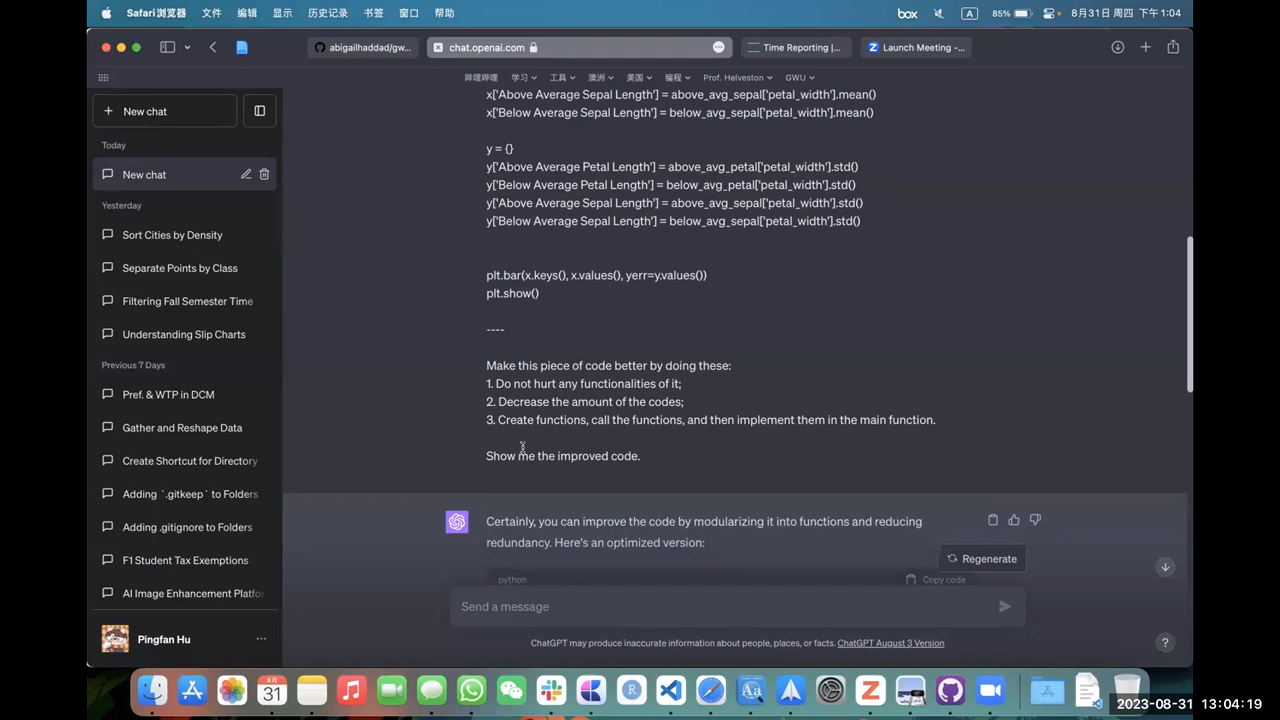 Safari浏览器 文件 编辑 显示 历史记录 书签 窗口 帮助 box A 85% 8月31日 周四 下午 1:04
abigailhaddad/gw... chat.openai.com Time Reporting |... Launch Meeting -...
哔哩哔哩 学习 工具 澳洲 美国 编程 Prof. Helveston GWU
New chat
Today
New chat
Yesterday
Sort Cities by Density
Separate Points by Class
Filtering Fall Semester Time
Understanding Slip Charts
Previous 7 Days
Pref. & WTP in DCM
Gather and Reshape Data
Create Shortcut for Directory
Adding `.gitkeep` to Folders
Adding .gitignore to Folders
F1 Student Tax Exemptions
AI Image Enhancement Platfor
Pingfan Hu
x['Above Average Sepal Length'] = above_avg_sepal['petal_width'].mean()
x['Below Average Sepal Length'] = below_avg_sepal['petal_width'].mean()
y = {}
y['Above Average Petal Length'] = above_avg_petal['petal_width'].std()
y['Below Average Petal Length'] = below_avg_petal['petal_width'].std()
y['Above Average Sepal Length'] = above_avg_sepal['petal_width'].std()
y['Below Average Sepal Length'] = below_avg_sepal['petal_width'].std()
plt.bar(x.keys(), x.values(), yerr=y.values())
plt.show()
----
Make this piece of code better by doing these:
1. Do not hurt any functionalities of it;
2. Decrease the amount of the codes;
3. Create functions, call the functions, and then implement them in the main function.
Show me the improved code.
Certainly, you can improve the code by modularizing it into functions and reducing
redundancy. Here's an optimized version:
Regenerate
python Copy code
Send a message
ChatGPT may produce inaccurate information about people, places, or facts. ChatGPT August 3 Version
?
2023-08-31 13:04:19